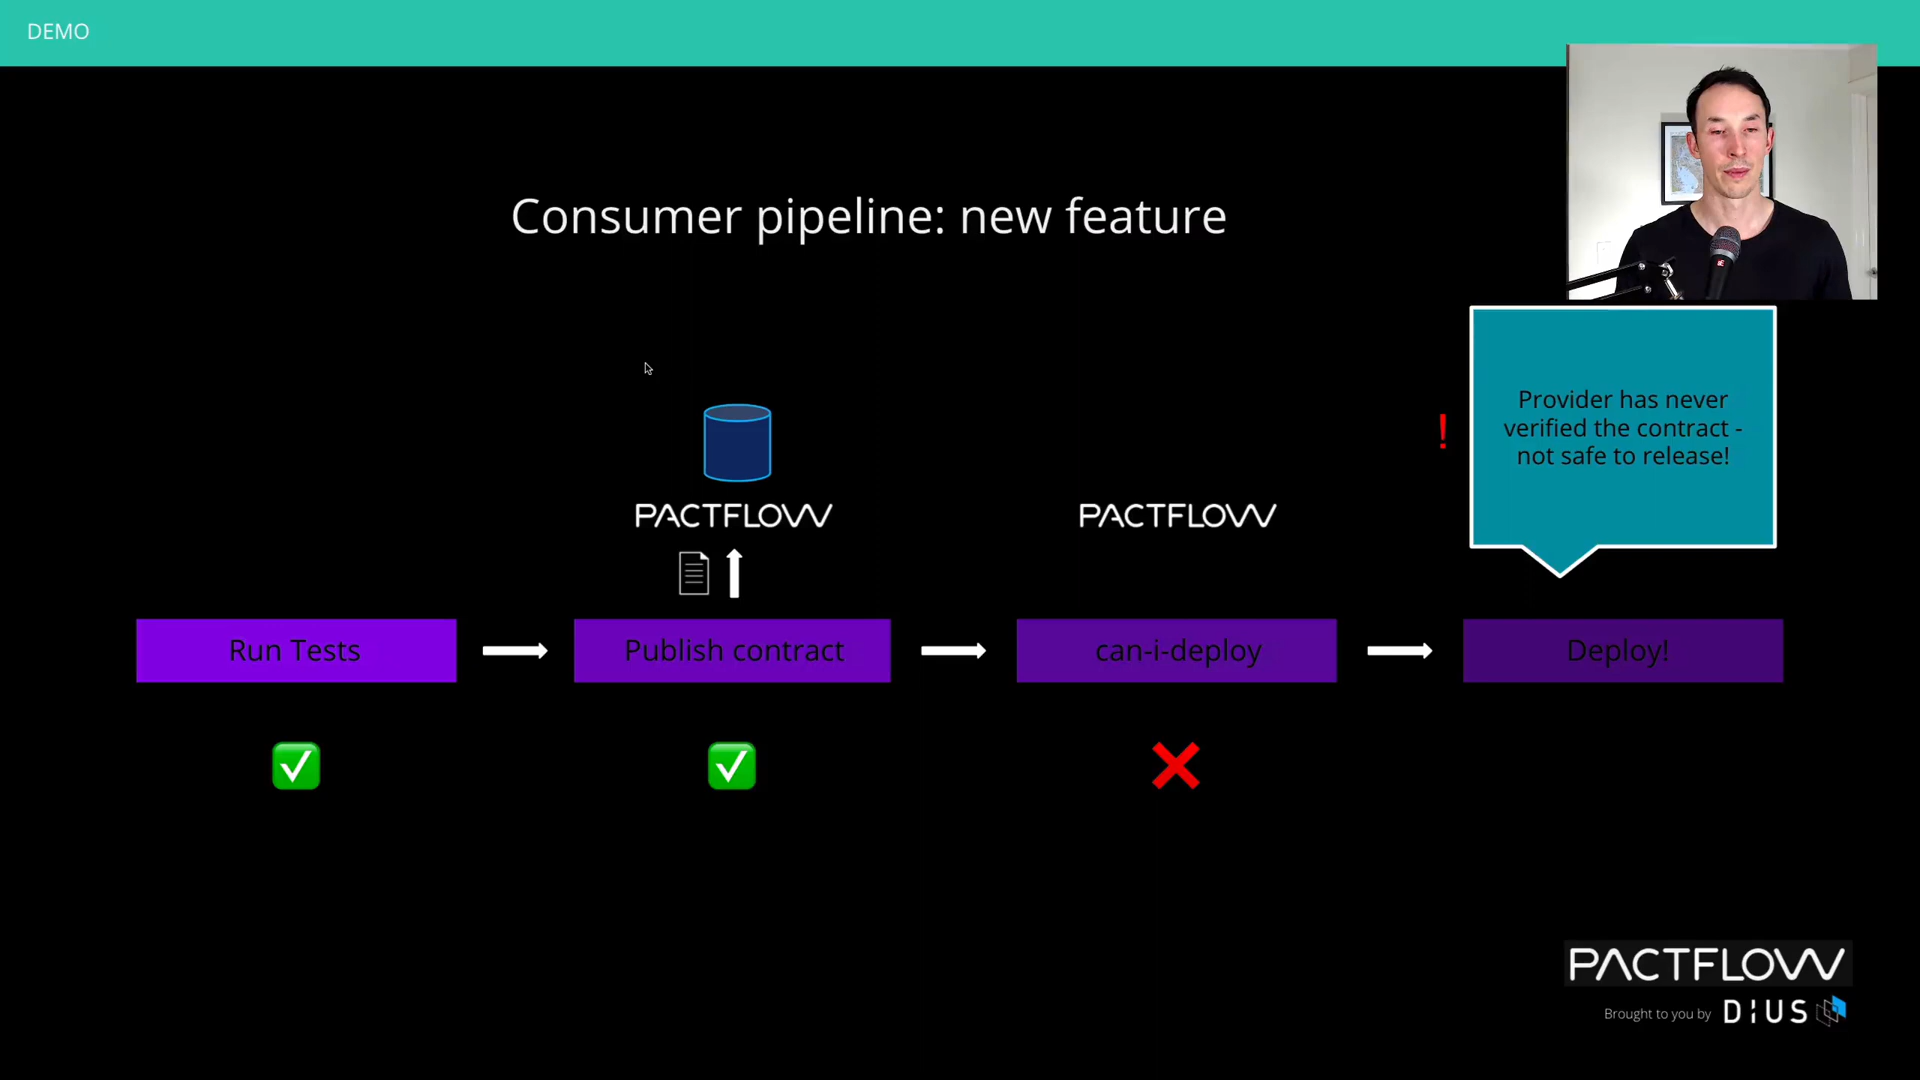 DEMO
Consumer pipeline: new feature
!
Provider has never
verified the contract -
not safe to release!
PACTFLOW
PACTFLOW
Run Tests
Publish contract
can-i-deploy
Deploy!
PACTFLOW
Brought to you by DiUS